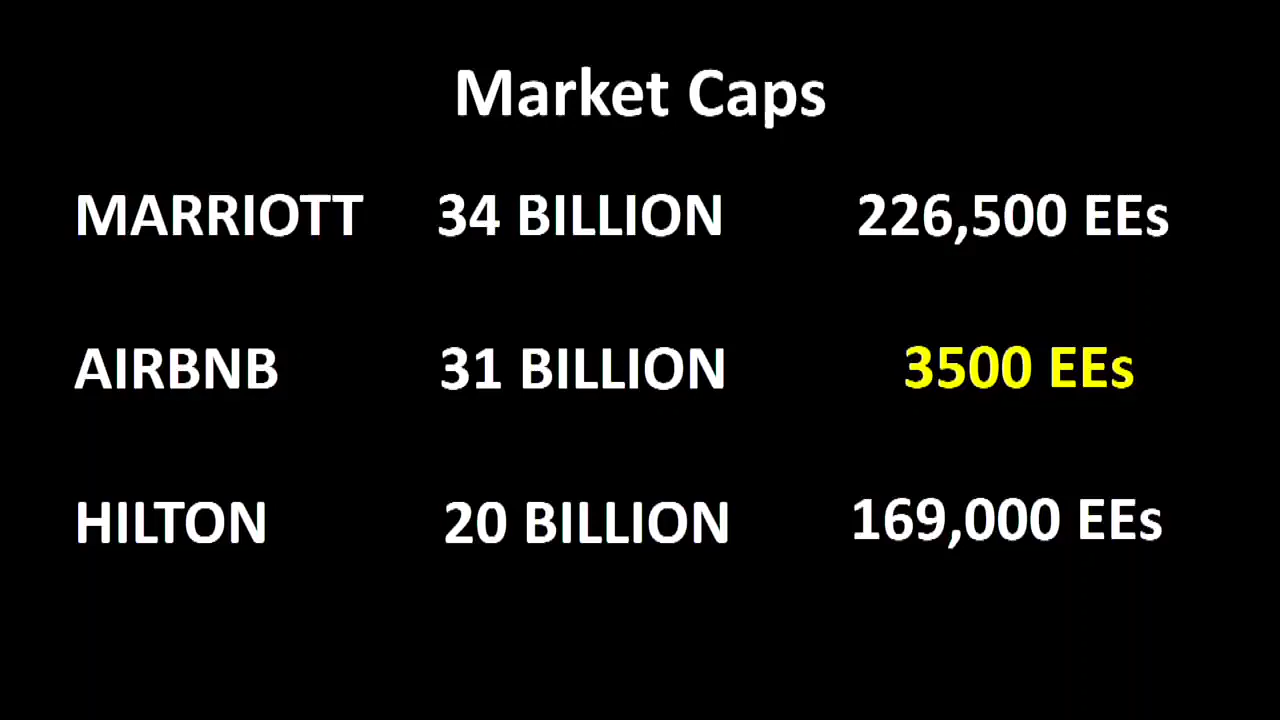 Market Caps
MARRIOTT 34 BILLION 226,500 EEs
AIRBNB 31 BILLION 3500 EEs
HILTON 20 BILLION 169,000 EEs